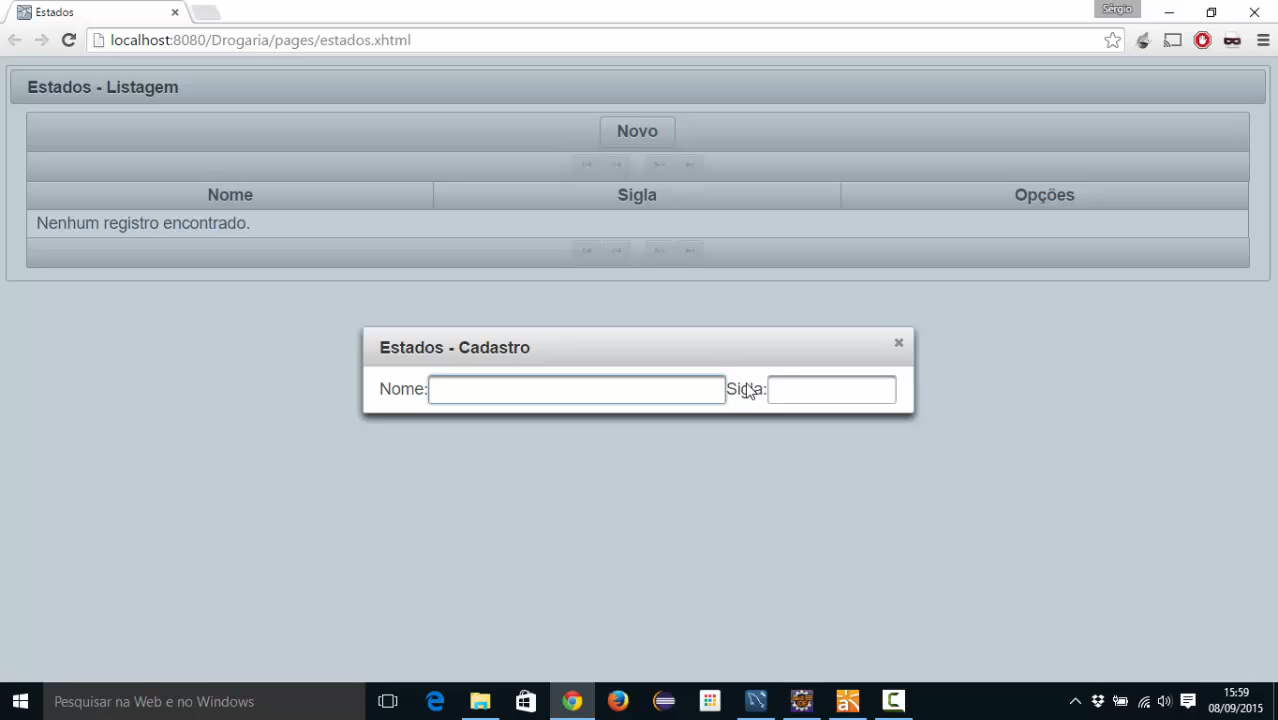 Estados
Sérgio
localhost:8080/Drogaria/pages/estados.xhtml
Estados - Listagem
Novo
Nome Sigla Opções
Nenhum registro encontrado.
Estados - Cadastro
Nome: Sigla:
Pesquisar na Web e no Windows
15:59
08/09/2015